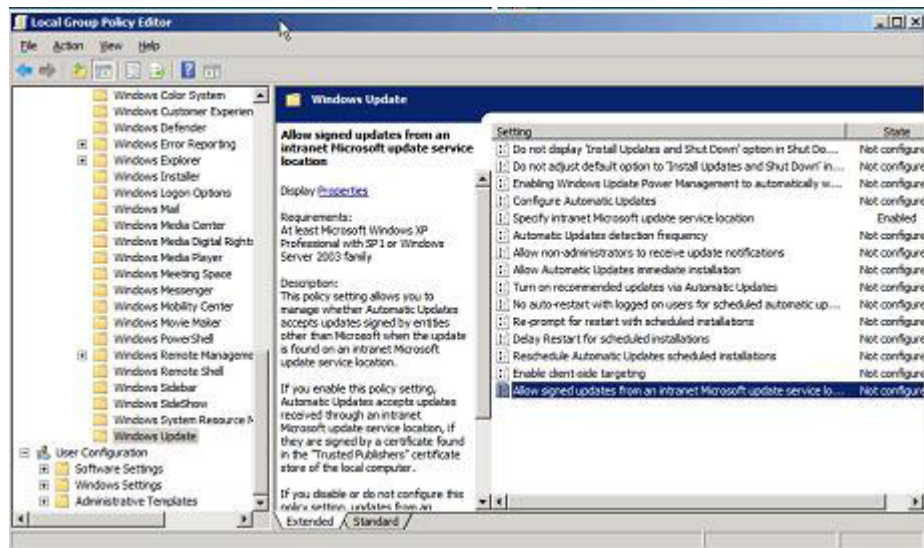 Local Group Policy Editor
File Action View Help
Windows Color System
Windows Customer Experien
Windows Defender
Windows Error Reporting
Windows Explorer
Windows Installer
Windows Logon Options
Windows Mail
Windows Media Center
Windows Media Digital Rights
Windows Media Player
Windows Meeting Space
Windows Messenger
Windows Mobility Center
Windows Movie Maker
Windows PowerShell
Windows Remote Manageme
Windows Remote Shell
Windows Sidebar
Windows SideShow
Windows System Resource M
Windows Update
User Configuration
Software Settings
Windows Settings
Administrative Templates
Windows Update
Allow signed updates from an
intranet Microsoft update service
location
Display Properties
Requirements:
At least Microsoft Windows XP
Professional with SP1 or Windows
Server 2003 family
Description:
This policy setting allows you to
manage whether Automatic Updates
accepts updates signed by entities
other than Microsoft when the update
is found on an intranet Microsoft
update service location.
If you enable this policy setting,
Automatic Updates accepts updates
received through an intranet
Microsoft update service location, if
they are signed by a certificate found
in the "Trusted Publishers" certificate
store of the local computer.
If you disable or do not configure this
policy setting, updates from an
Setting State
Do not display 'Install Updates and Shut Down' option in Shut Do... Not configure
Do not adjust default option to 'Install Updates and Shut Down' in... Not configure
Enabling Windows Update Power Management to automatically w... Not configure
Configure Automatic Updates Not configure
Specify intranet Microsoft update service location Enabled
Automatic Updates detection frequency Not configure
Allow non-administrators to receive update notifications Not configure
Allow Automatic Updates immediate installation Not configure
Turn on recommended updates via Automatic Updates Not configure
No auto-restart with logged on users for scheduled automatic up... Not configure
Re-prompt for restart with scheduled installations Not configure
Delay Restart for scheduled installations Not configure
Reschedule Automatic Updates scheduled installations Not configure
Enable client-side targeting Not configure
Allow signed updates from an intranet Microsoft update service lo... Not configure
Extended Standard